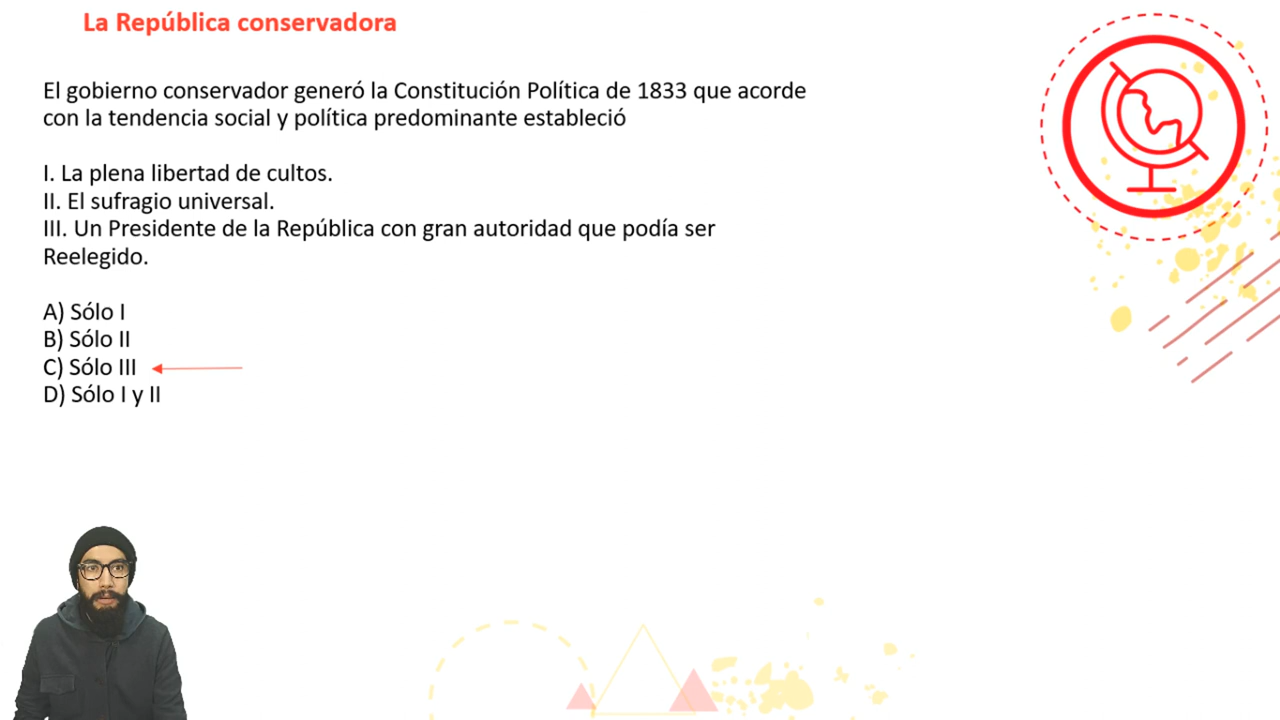 La República conservadora
El gobierno conservador generó la Constitución Política de 1833 que acorde
con la tendencia social y política predominante estableció
I. La plena libertad de cultos.
II. El sufragio universal.
III. Un Presidente de la República con gran autoridad que podía ser
Reelegido.
A) Sólo I
B) Sólo II
C) Sólo III
D) Sólo I y II